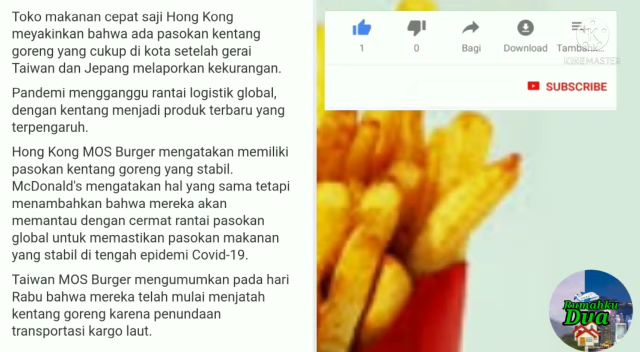 Toko makanan cepat saji Hong Kong
meyakinkan bahwa ada pasokan kentang
goreng yang cukup di kota setelah gerai
Taiwan dan Jepang melaporkan kekurangan.
Pandemi mengganggu rantai logistik global,
dengan kentang menjadi produk terbaru yang
terpengaruh.
Hong Kong MOS Burger mengatakan memiliki
pasokan kentang goreng yang stabil.
McDonald's mengatakan hal yang sama tetapi
menambahkan bahwa mereka akan
memantau dengan cermat rantai pasokan
global untuk memastikan pasokan makanan
yang stabil di tengah epidemi Covid-19.
Taiwan MOS Burger mengumumkan pada hari
Rabu bahwa mereka telah mulai menjatah
kentang goreng karena penundaan
transportasi kargo laut.
1 0 Bagi Download
KINEMASTER
SUBSCRIBE
Rumahku
Dua